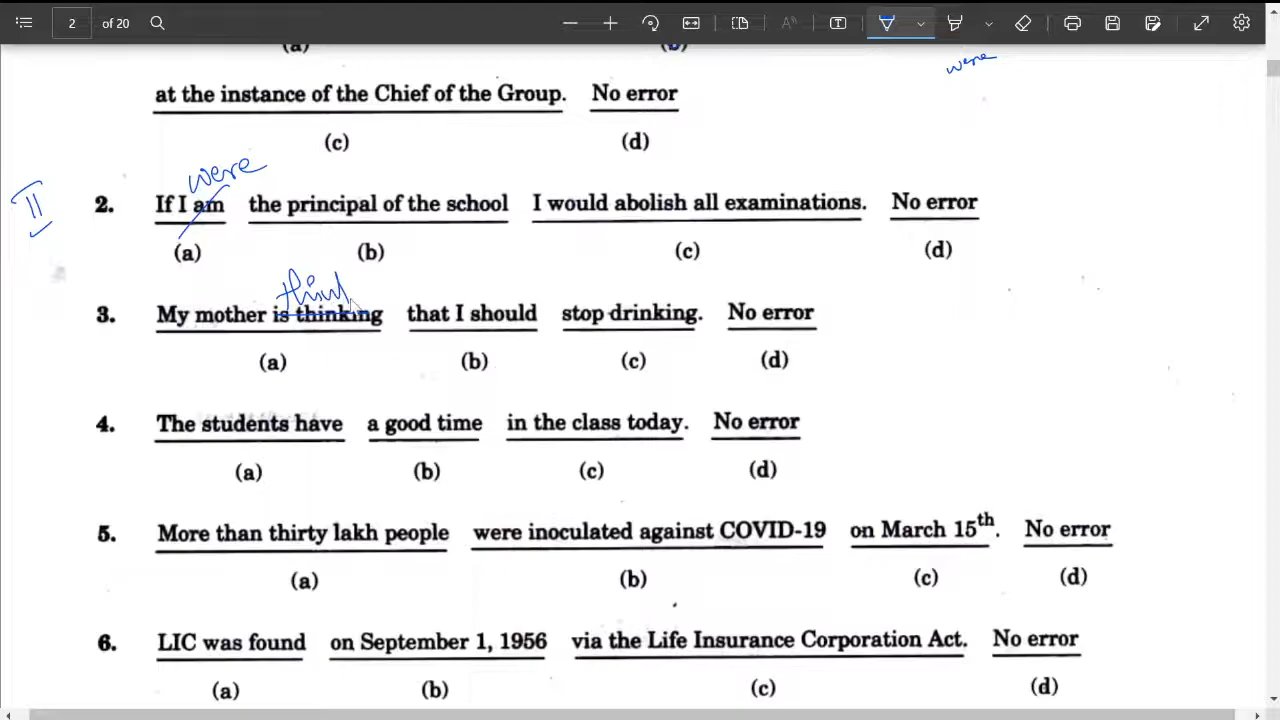 2 of 20
(a) (b)
were
at the instance of the Chief of the Group. No error
(c) (d)
were
II
2. If I am the principal of the school I would abolish all examinations. No error
(a) (b) (c) (d)
think
3. My mother is thinking that I should stop drinking. No error
(a) (b) (c) (d)
4. The students have a good time in the class today. No error
(a) (b) (c) (d)
5. More than thirty lakh people were inoculated against COVID-19 on March 15th. No error
(a) (b) (c) (d)
6. LIC was found on September 1, 1956 via the Life Insurance Corporation Act. No error
(a) (b) (c) (d)